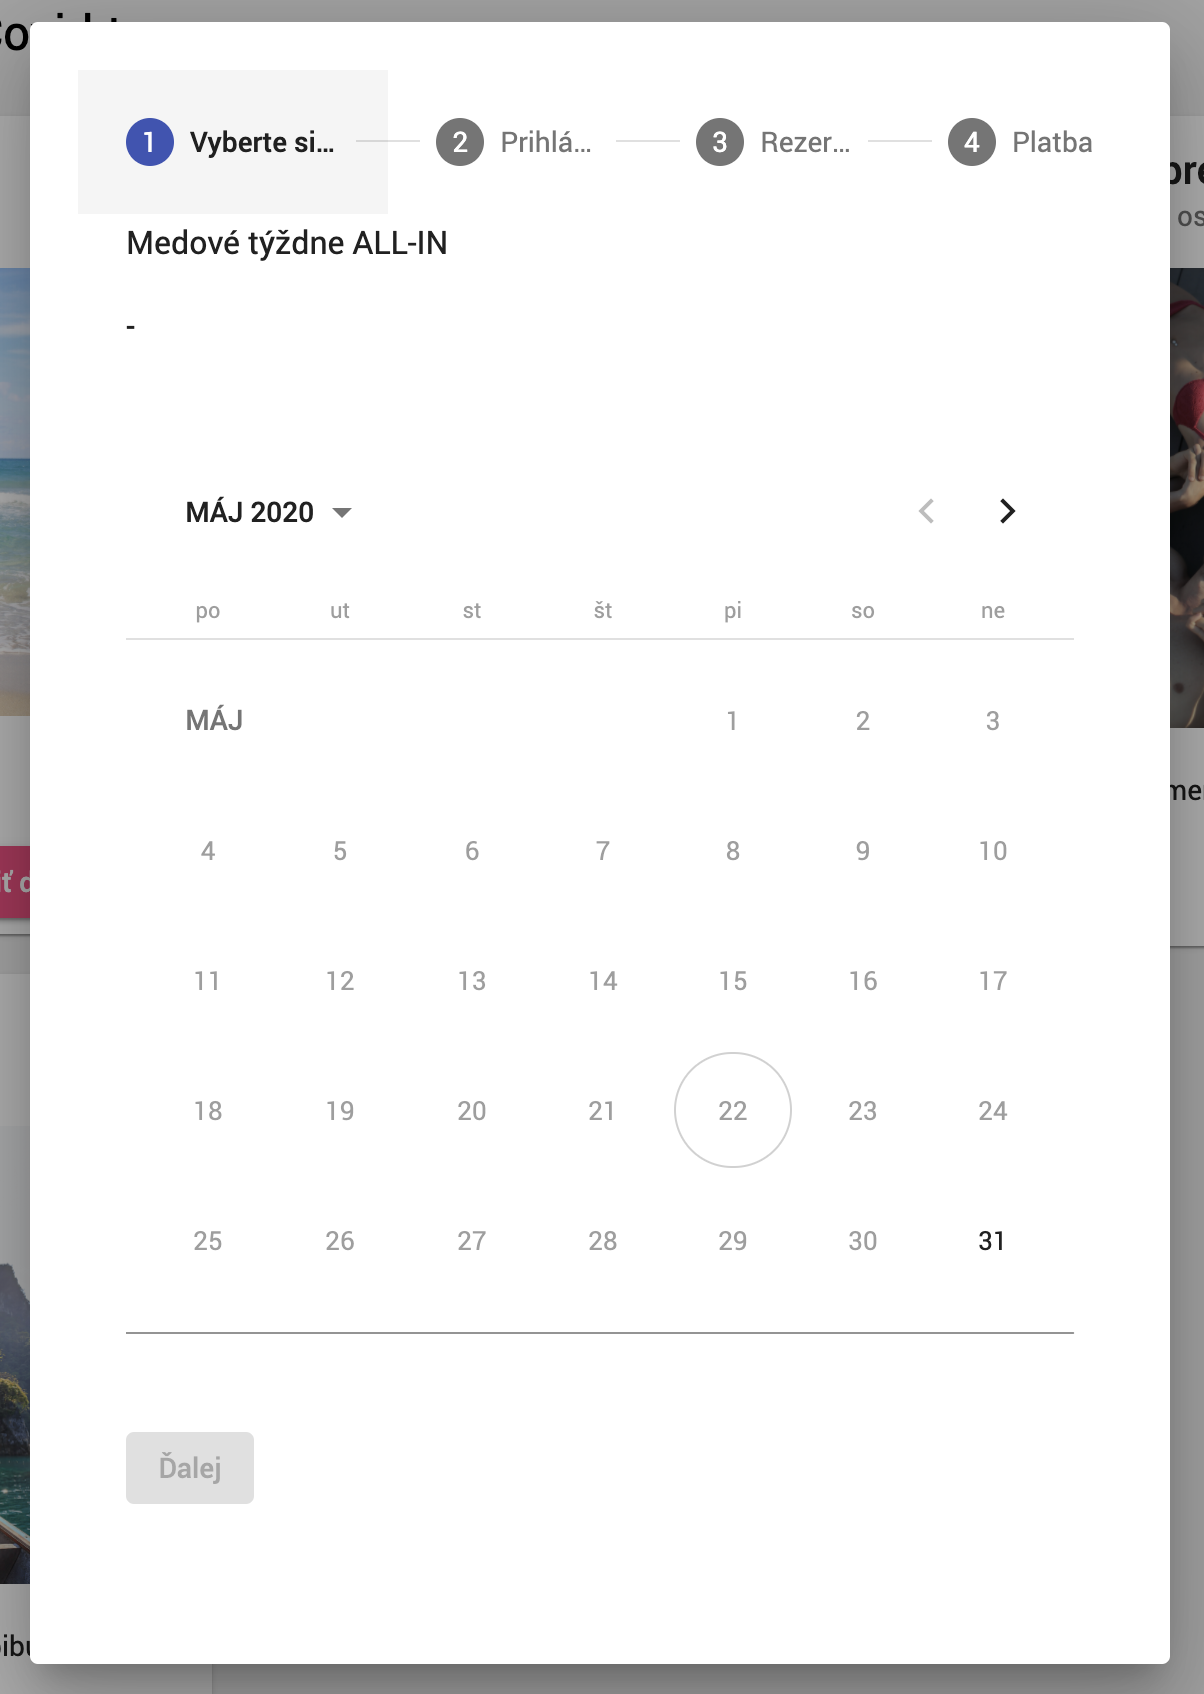 1 Vyberte si... 2 Prihlá... 3 Rezer... 4 Platba
Medové týždne ALL-IN
-
MÁJ 2020
po ut st št pi so ne
MÁJ 1 2 3
4 5 6 7 8 9 10
11 12 13 14 15 16 17
18 19 20 21 22 23 24
25 26 27 28 29 30 31
Ďalej